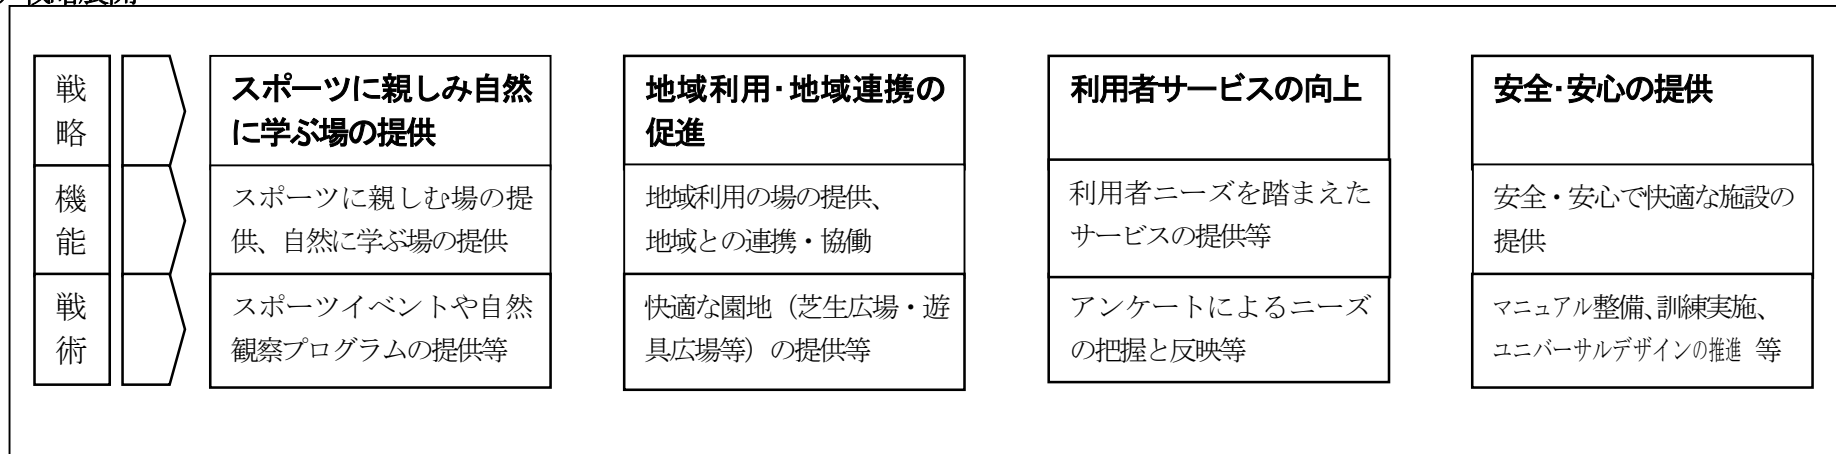 戦略
スポーツに親しみ自然
に学ぶ場の提供
地域利用・地域連携の
促進
利用者サービスの向上
安全・安心の提供
機能
スポーツに親しむ場の提
供、自然に学ぶ場の提供
地域利用の場の提供、
地域との連携・協働
利用者ニーズを踏まえた
サービスの提供等
安全・安心で快適な施設の
提供
戦術
スポーツイベントや自然
観察プログラムの提供等
快適な園地（芝生広場・遊
具広場等）の提供等
アンケートによるニーズ
の把握と反映等
マニュアル整備、訓練実施、
ユニバーサルデザインの推進 等